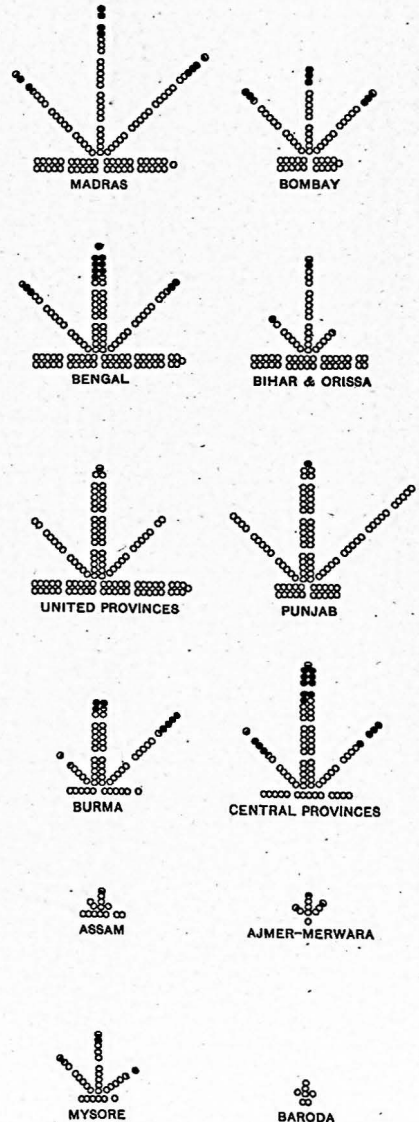 MADRAS
BOMBAY
BENGAL
BIHAR & ORISSA
UNITED PROVINCES
PUNJAB
BURMA
CENTRAL PROVINCES
ASSAM
AJMER-MERWARA
MYSORE
BARODA